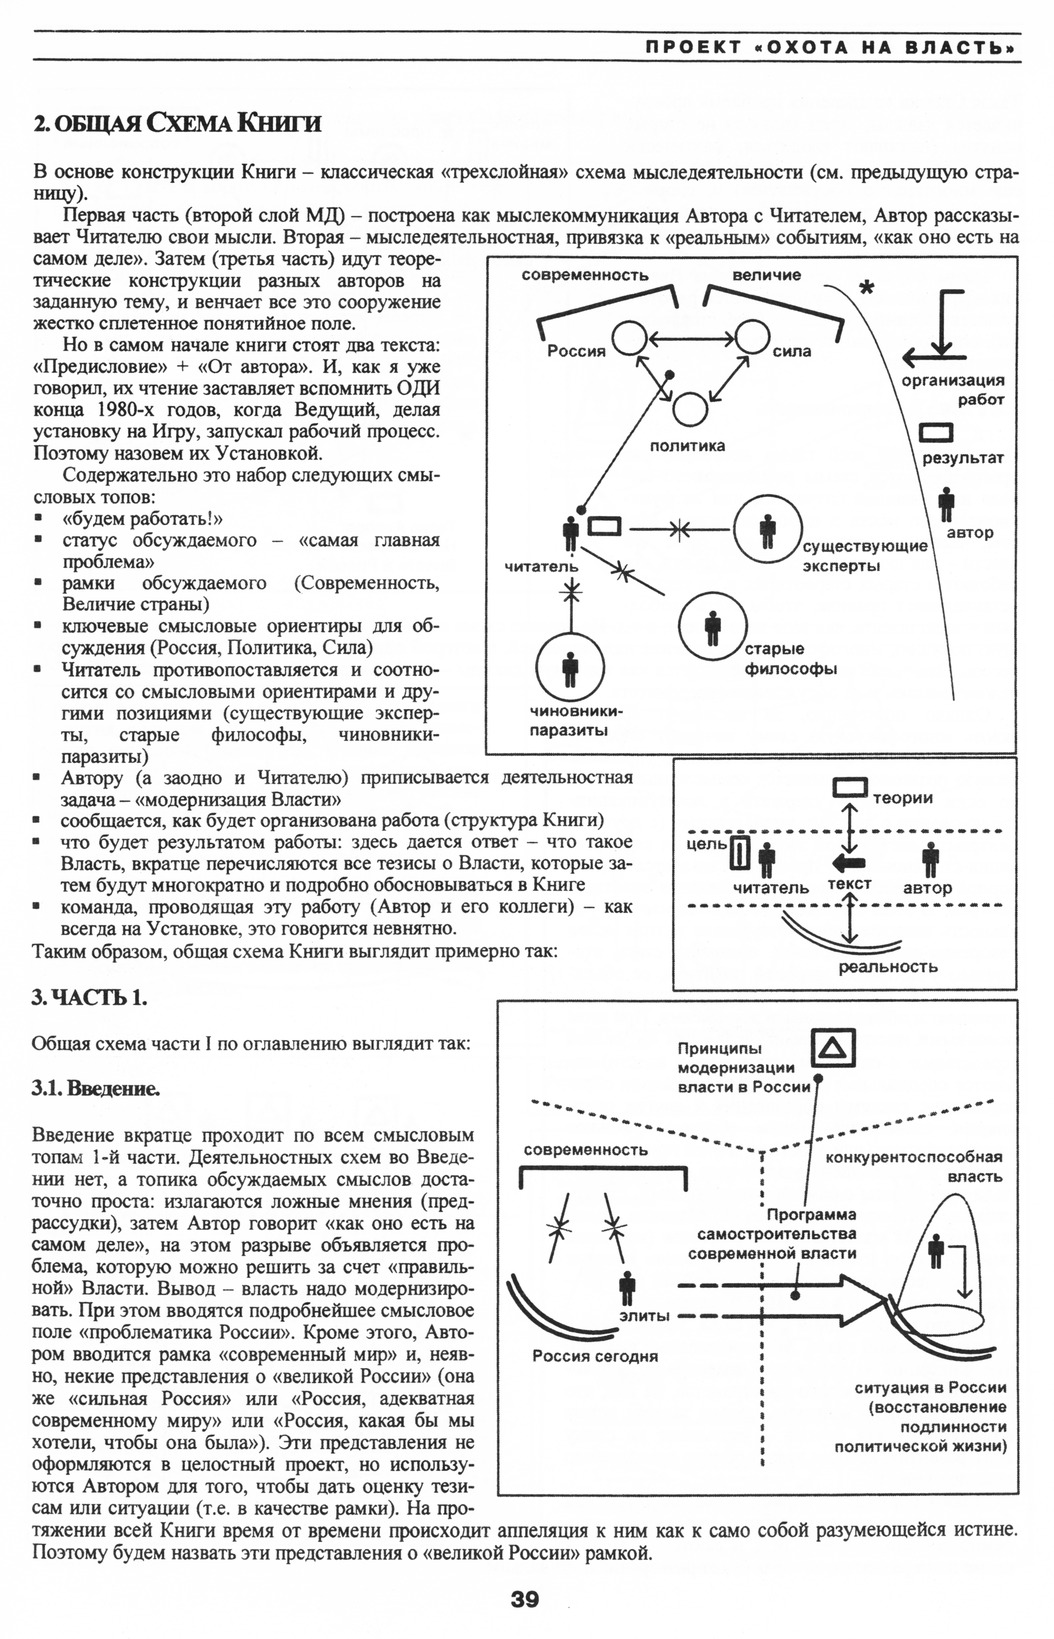 ПРОЕКТ «ОХОТА НА ВЛАСТЬ»
2. ОБЩАЯ СХЕМА КНИГИ
В основе конструкции Книги – классическая «трехслойная» схема мыследеятельности (см. предыдущую стра-
ницу).
Первая часть (второй слой МД) – построена как мыслекоммуникация Автора с Читателем, Автор рассказы-
вает Читателю свои мысли. Вторая – мыследеятельностная, привязка к «реальным» событиям, «как оно есть на
самом деле». Затем (третья часть) идут теоре-
тические конструкции разных авторов на
заданную тему, и венчает все это сооружение
жестко сплетенное понятийное поле.
Но в самом начале книги стоят два текста:
«Предисловие» + «От автора». И, как я уже
говорил, их чтение заставляет вспомнить ОДИ
конца 1980-х годов, когда Ведущий, делая
установку на Игру, запускал рабочий процесс.
Поэтому назовем их Установкой.
Содержательно это набор следующих смы-
словых топов:
▪ «будем работать!»
▪ статус обсуждаемого – «самая главная
проблема»
▪ рамки обсуждаемого (Современность,
Величие страны)
▪ ключевые смысловые ориентиры для об-
суждения (Россия, Политика, Сила)
▪ Читатель противопоставляется и соотно-
сится со смысловыми ориентирами и дру-
гими позициями (существующие экспер-
ты, старые философы, чиновники-
паразиты)
▪ Автору (а заодно и Читателю) приписывается деятельностная
задача – «модернизация Власти»
▪ сообщается, как будет организована работа (структура Книги)
▪ что будет результатом работы: здесь дается ответ – что такое
Власть, вкратце перечисляются все тезисы о Власти, которые за-
тем будут многократно и подробно обосновываться в Книге
▪ команда, проводящая эту работу (Автор и его коллеги) – как
всегда на Установке, это говорится невнятно.
Таким образом, общая схема Книги выглядит примерно так:
современность
величие
*
Россия
сила
политика
организация
работ
результат
автор
читатель
существующие
эксперты
старые
философы
чиновники-
паразиты
теории
цель
читатель
текст
автор
реальность
3. ЧАСТЬ 1.
Общая схема части I по оглавлению выглядит так:
3.1. Введение.
Введение вкратце проходит по всем смысловым
топам 1-й части. Деятельностных схем во Введе-
нии нет, а топика обсуждаемых смыслов доста-
точно проста: излагаются ложные мнения (пред-
рассудки), затем Автор говорит «как оно есть на
самом деле», на этом разрыве объявляется про-
блема, которую можно решить за счет «правиль-
ной» Власти. Вывод – власть надо модернизиро-
вать. При этом вводятся подробнейшее смысловое
поле «проблематика России». Кроме этого, Авто-
ром вводится рамка «современный мир» и, неяв-
но, некие представления о «великой России» (она
же «сильная Россия» или «Россия, адекватная
современному миру» или «Россия, какая бы мы
хотели, чтобы она была»). Эти представления не
оформляются в целостный проект, но использу-
ются Автором для того, чтобы дать оценку тези-
сам или ситуации (т.е. в качестве рамки). На про-
тяжении всей Книги время от времени происходит аппеляция к ним как к само собой разумеющейся истине.
Поэтому будем назвать эти представления о «великой России» рамкой.
Принципы
модернизации
власти в России
современность
конкурентоспособная
власть
Программа
самостроительства
современной власти
элиты
Россия сегодня
ситуация в России
(восстановление
подлинности
политической жизни)
39